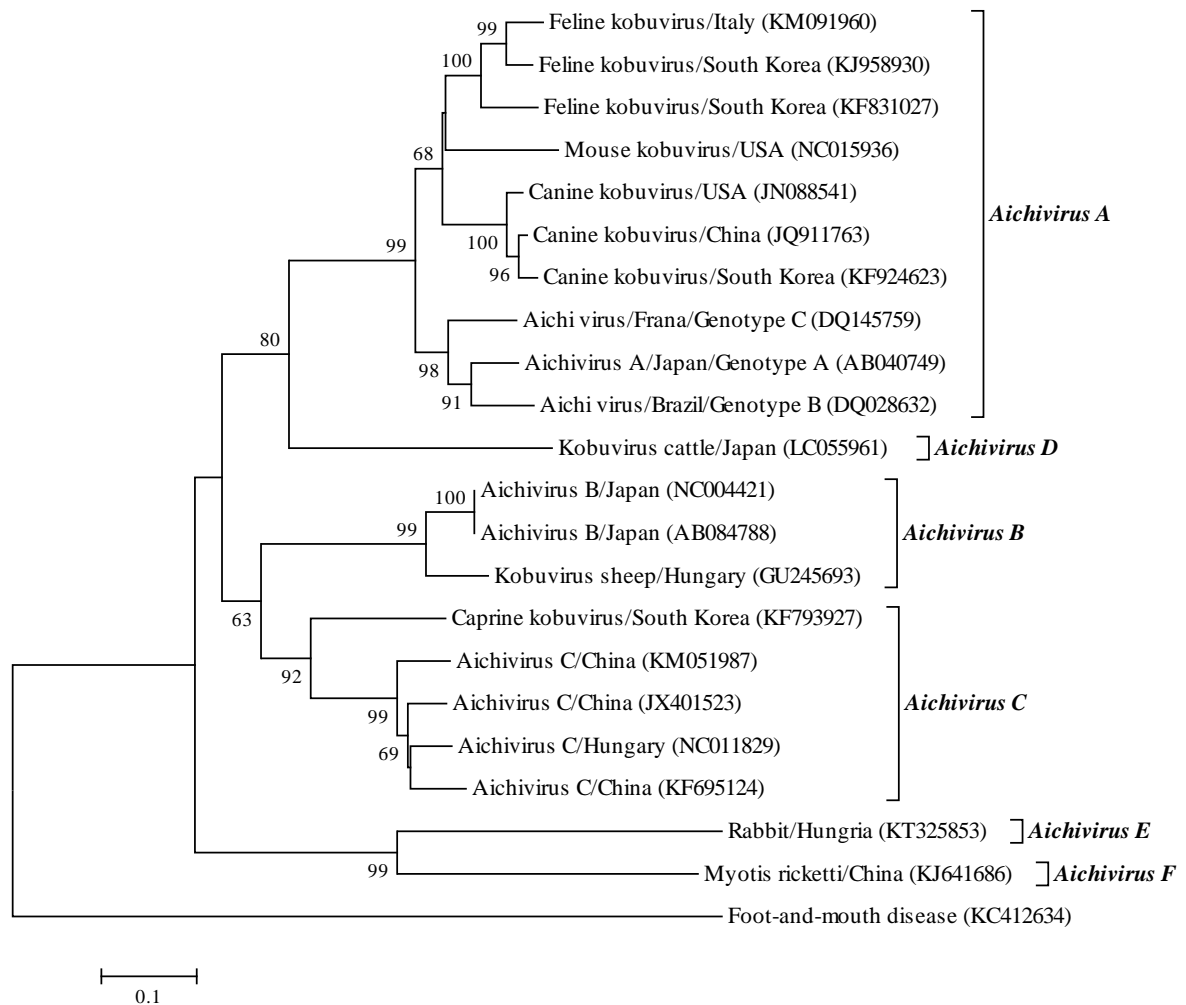 99
Feline kobuvirus/Italy (KM091960)
100
Feline kobuvirus/South Korea (KJ958930)
Feline kobuvirus/South Korea (KF831027)
68
Mouse kobuvirus/USA (NC015936)
Canine kobuvirus/USA (JN088541)
Aichivirus A
99
100
Canine kobuvirus/China (JQ911763)
96
Canine kobuvirus/South Korea (KF924623)
Aichi virus/Frana/Genotype C (DQ145759)
80
98
Aichivirus A/Japan/Genotype A (AB040749)
91
Aichi virus/Brazil/Genotype B (DQ028632)
Kobuvirus cattle/Japan (LC055961)
Aichivirus D
100
Aichivirus B/Japan (NC004421)
99
Aichivirus B/Japan (AB084788)
Aichivirus B
Kobuvirus sheep/Hungary (GU245693)
63
Caprine kobuvirus/South Korea (KF793927)
92
Aichivirus C/China (KM051987)
99
Aichivirus C/China (JX401523)
Aichivirus C
69
Aichivirus C/Hungary (NC011829)
Aichivirus C/China (KF695124)
Rabbit/Hungria (KT325853)
Aichivirus E
99
Myotis ricketti/China (KJ641686)
Aichivirus F
Foot-and-mouth disease (KC412634)
0.1